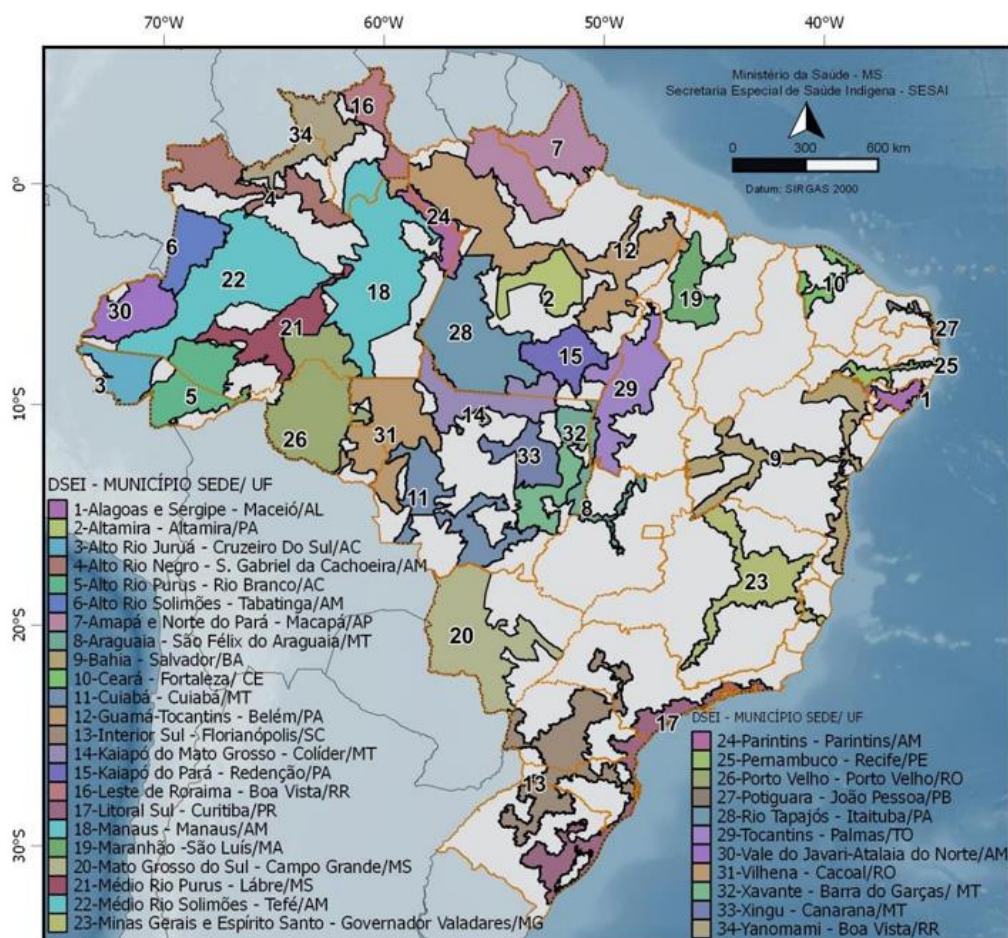 70°W 60°W 50°W 40°W
Ministério da Saúde - MS
Secretaria Especial de Saúde Indígena - SESAI
0 300 600 km
Datum: SIRGAS 2000
0°
10°S
20°S
30°S
16
34
7
4
24
6
12
22
18
2
19
10
30
21
28
27
15
25
3
5
29
1
14
31
32
26
33
9
11
8
23
20
17
13
DSEI - MUNICÍPIO SEDE/ UF
1-Alagoas e Sergipe - Maceió/AL
2-Altamira - Altamira/PA
3-Alto Rio Juruá - Cruzeiro Do Sul/AC
4-Alto Rio Negro - S. Gabriel da Cachoeira/AM
5-Alto Rio Purus - Rio Branco/AC
6-Alto Rio Solimões - Tabatinga/AM
7-Amapá e Norte do Pará - Macapá/AP
8-Araguaia - São Félix do Araguaia/MT
9-Bahia - Salvador/BA
10-Ceará - Fortaleza/ CE
11-Cuiabá - Cuiabá/MT
12-Guamá-Tocantins - Belém/PA
13-Interior Sul - Florianópolis/SC
14-Kaiapó do Mato Grosso - Colíder/MT
15-Kaiapó do Pará - Redenção/PA
16-Leste de Roraima - Boa Vista/RR
17-Litoral Sul - Curitiba/PR
18-Manaus - Manaus/AM
19-Maranhão -São Luís/MA
20-Mato Grosso do Sul - Campo Grande/MS
21-Médio Rio Purus - Lábre/MS
22-Médio Rio Solimões - Tefé/AM
23-Minas Gerais e Espírito Santo - Governador Valadares/MG
DSEI - MUNICÍPIO SEDE/ UF
24-Parintins - Parintins/AM
25-Pernambuco - Recife/PE
26-Porto Velho - Porto Velho/RO
27-Potiguara - João Pessoa/PB
28-Rio Tapajós - Itaituba/PA
29-Tocantins - Palmas/TO
30-Vale do Javari-Atalaia do Norte/AM
31-Vilhena - Cacoal/RO
32-Xavante - Barra do Garças/ MT
33-Xingu - Canarana/MT
34-Yanomami - Boa Vista/RR